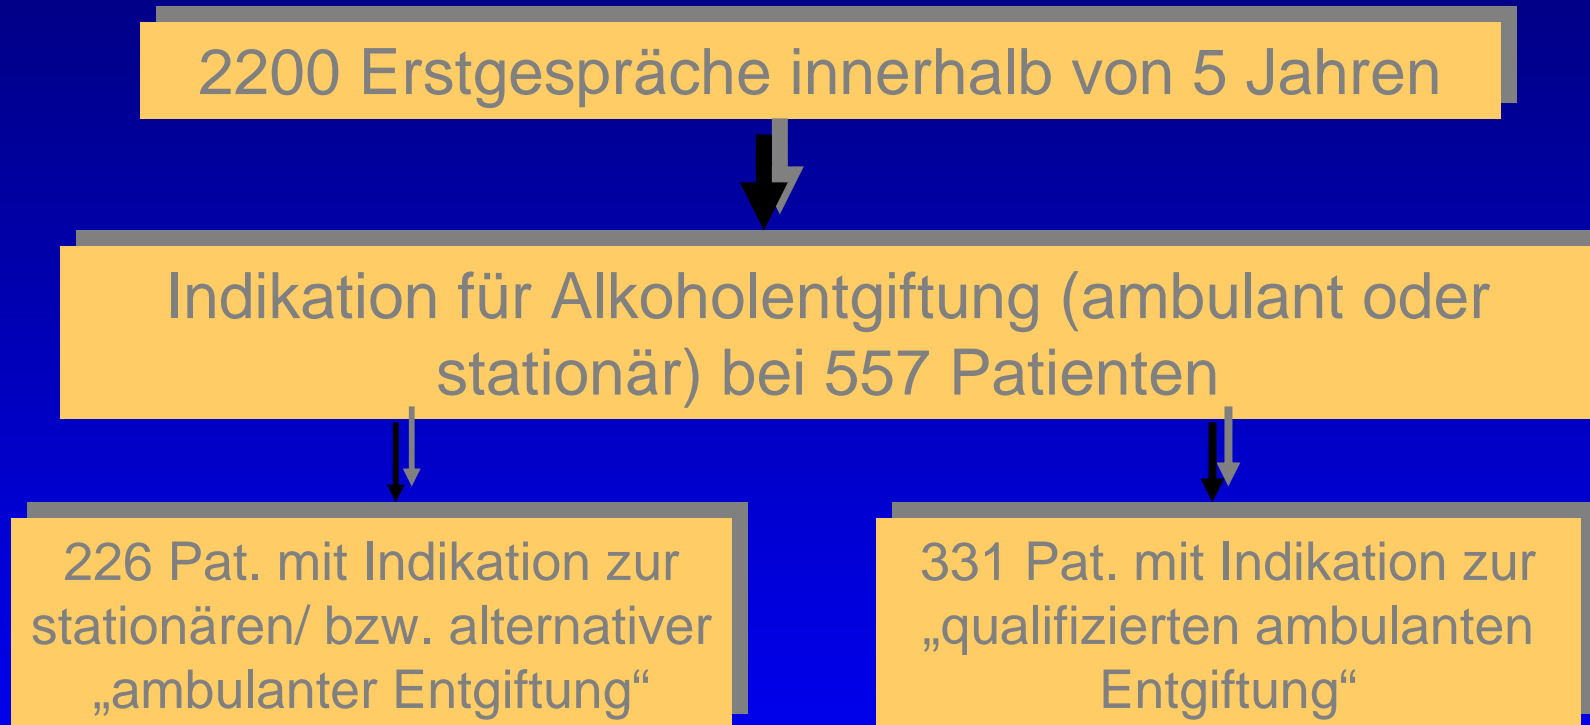 2200 Erstgespräche innerhalb von 5 Jahren
Indikation für Alkoholentgiftung (ambulant oder
stationär) bei 557 Patienten
226 Pat. mit Indikation zur
stationären/ bzw. alternativer
„ambulanter Entgiftung“
331 Pat. mit Indikation zur
„qualifizierten ambulanten
Entgiftung“